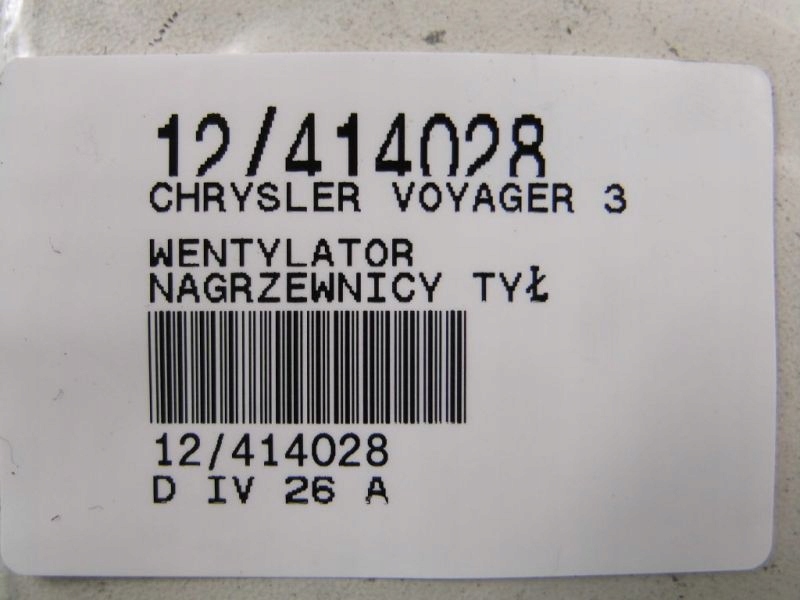 12/414028
CHRYSLER VOYAGER 3
WENTYLATOR
NAGRZEWNICY TYŁ
12/414028
D IV 26 A